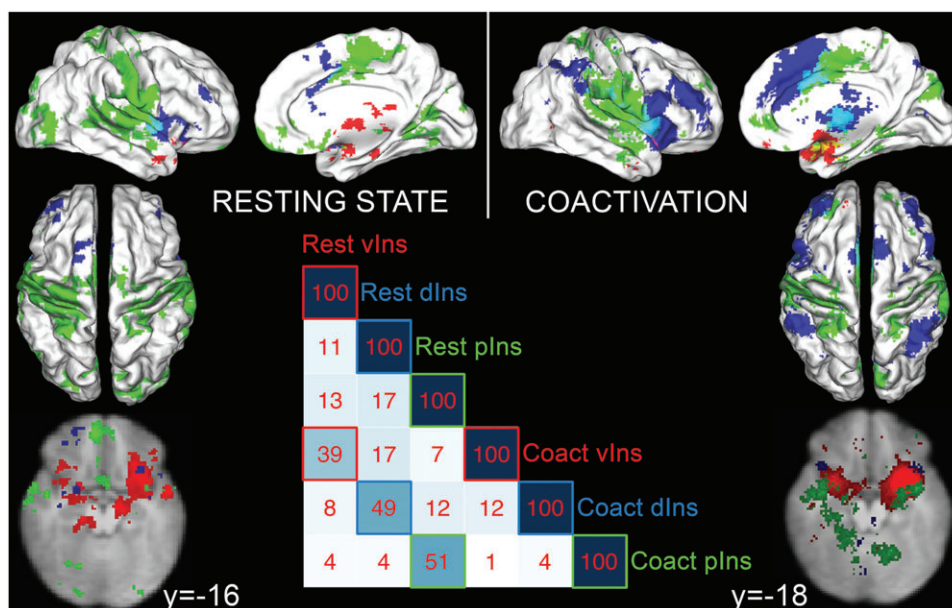 RESTING STATE
COACTIVATION
Rest vIns
100 Rest dIns
11 100 Rest pIns
13 17 100
39 17 7 100 Coact vIns
8 49 12 12 100 Coact dIns
4 4 51 1 4 100 Coact pIns
y=-16
y=-18